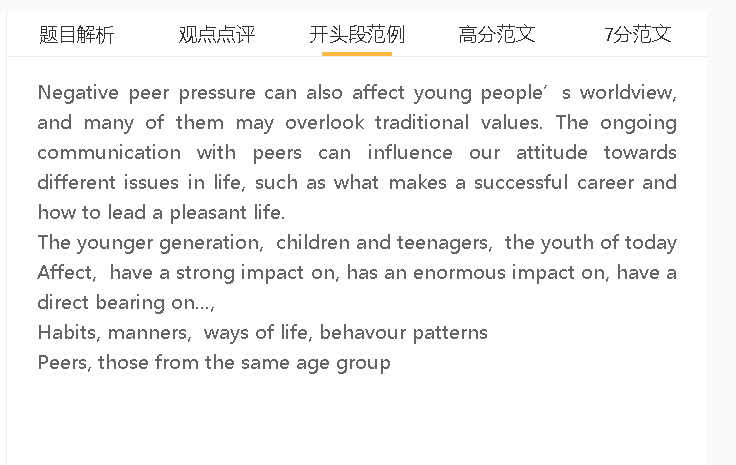 题目解析 观点点评 开头段范例 高分范文 7分范文
Negative peer pressure can also affect young people’s worldview,
and many of them may overlook traditional values. The ongoing
communication with peers can influence our attitude towards
different issues in life, such as what makes a successful career and
how to lead a pleasant life.
The younger generation, children and teenagers, the youth of today
Affect, have a strong impact on, has an enormous impact on, have a
direct bearing on...,
Habits, manners, ways of life, behavour patterns
Peers, those from the same age group